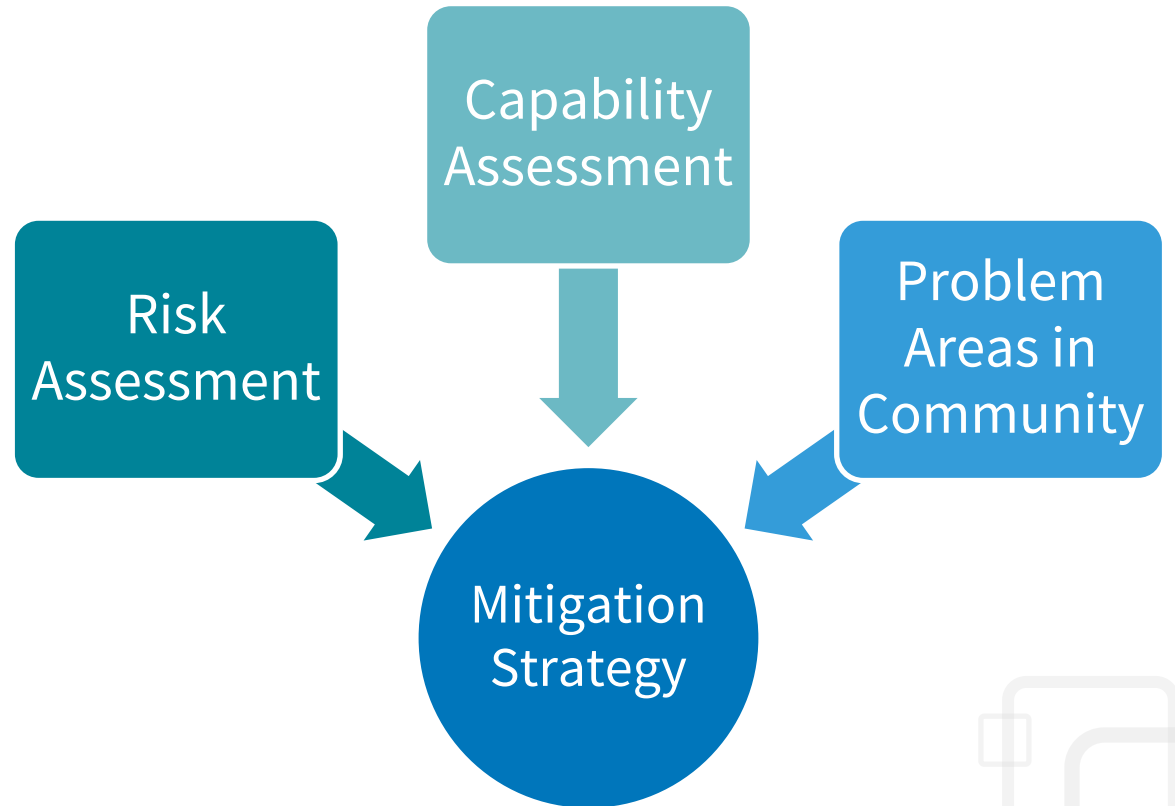 Capability
Assessment
Risk
Assessment
Problem
Areas in
Community
Mitigation
Strategy